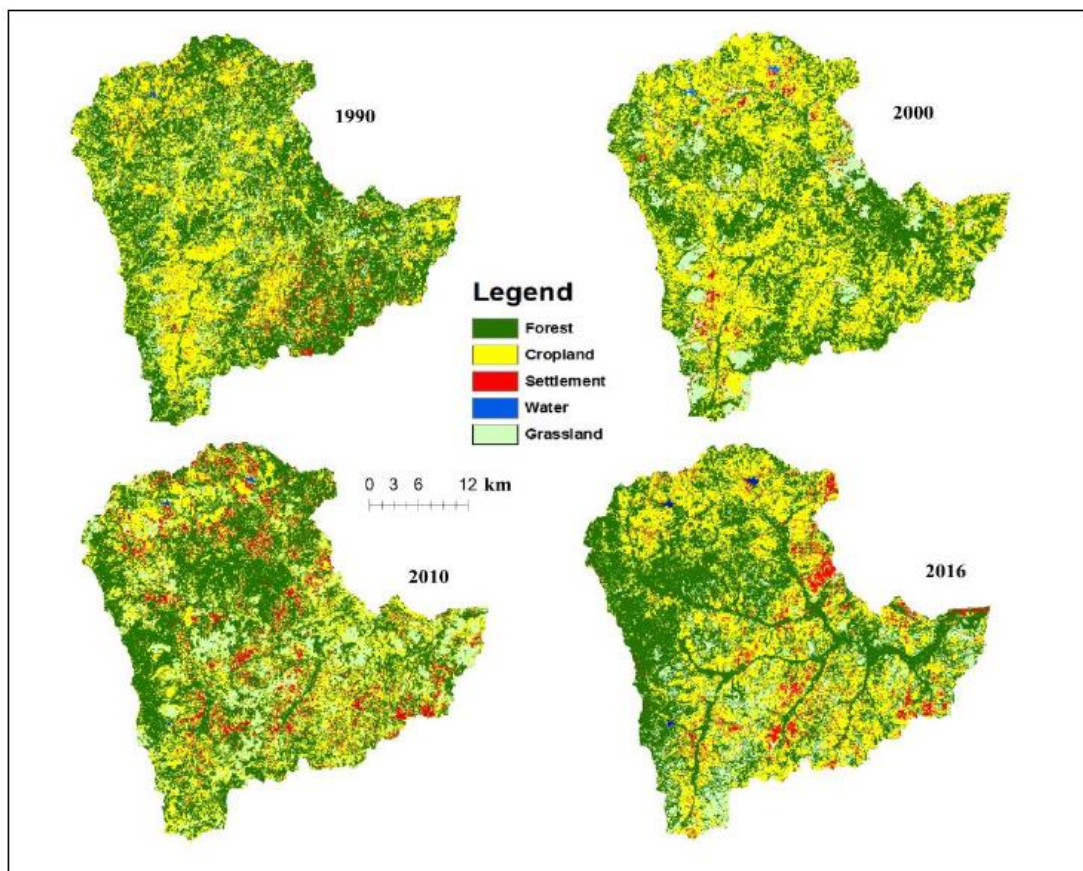 1990
2000
Legend
Forest
Cropland
Settlement
Water
Grassland
0 3 6 12 km
2010
2016